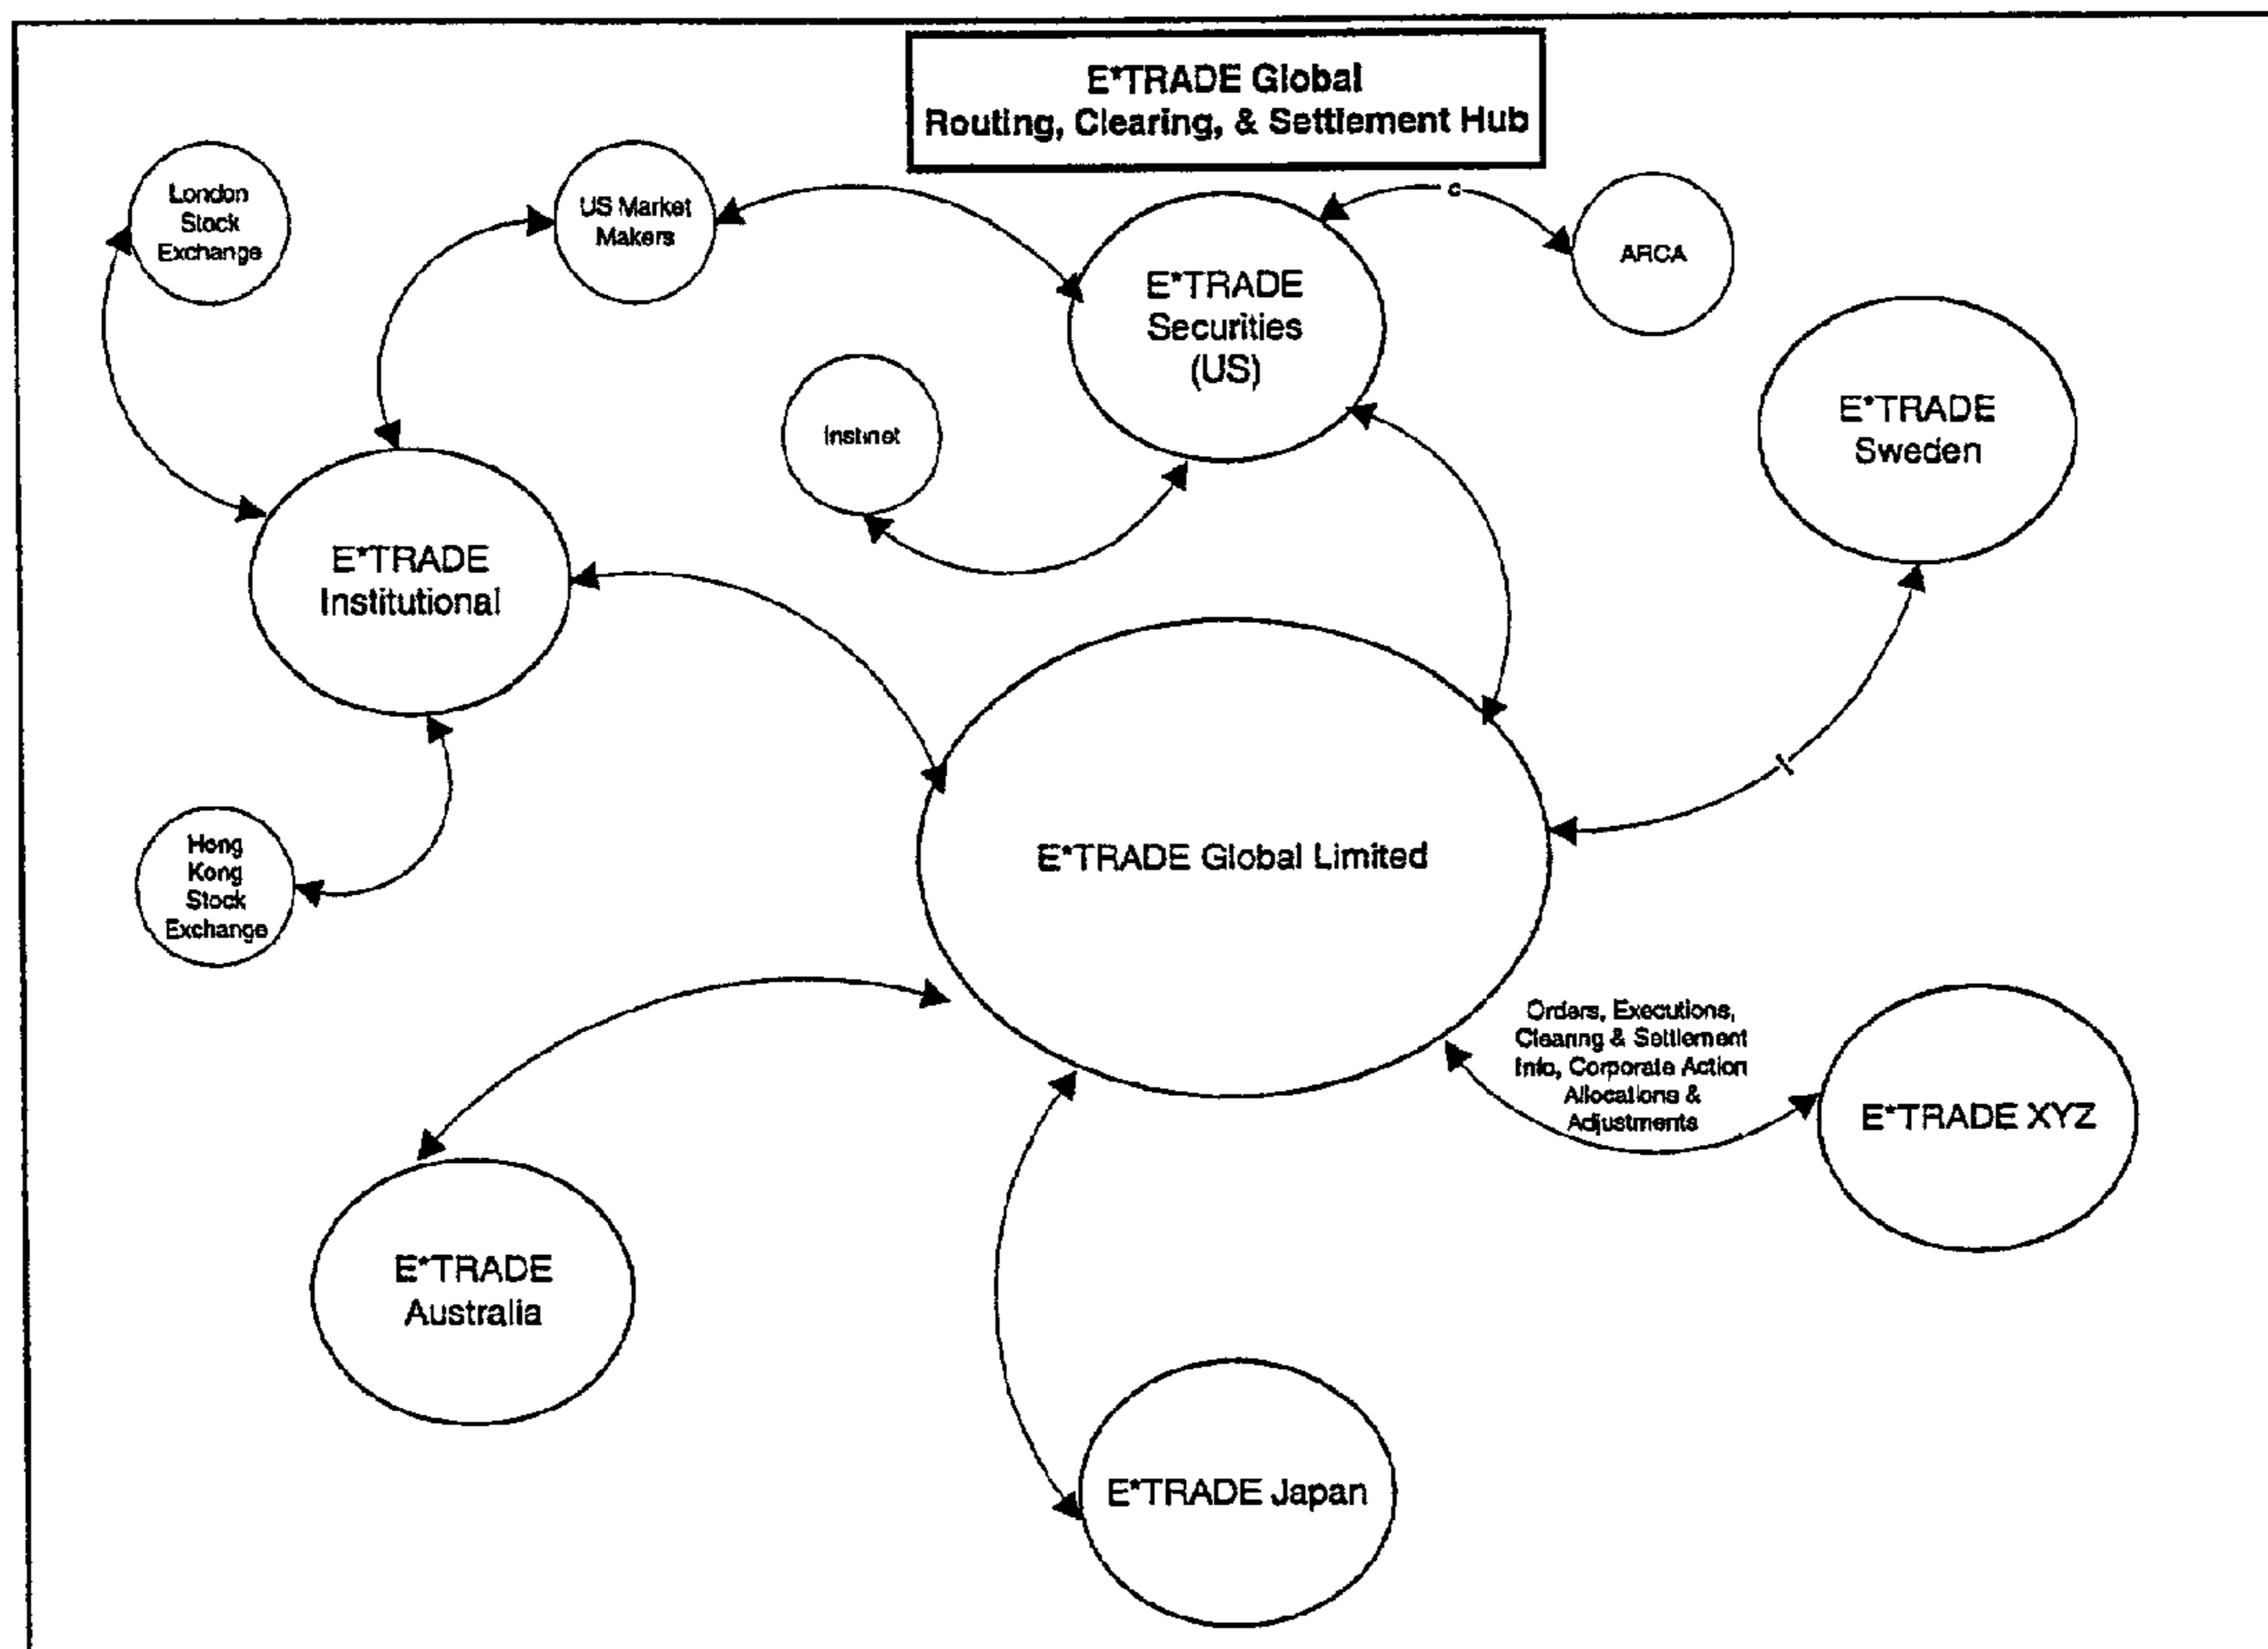 E*TRADE Global
Routing, Clearing, & Settlement Hub
London
Stock
Exchange
US Market
Makers
E*TRADE
Securities
(US)
c
ARCA
Instinet
E*TRADE
Sweden
E*TRADE
Institutional
E*TRADE Global Limited
Hong
Kong
Stock
Exchange
Orders, Executions,
Clearing & Settlement
Info, Corporate Action
Allocations &
Adjustments
E*TRADE XYZ
E*TRADE
Australia
E*TRADE Japan